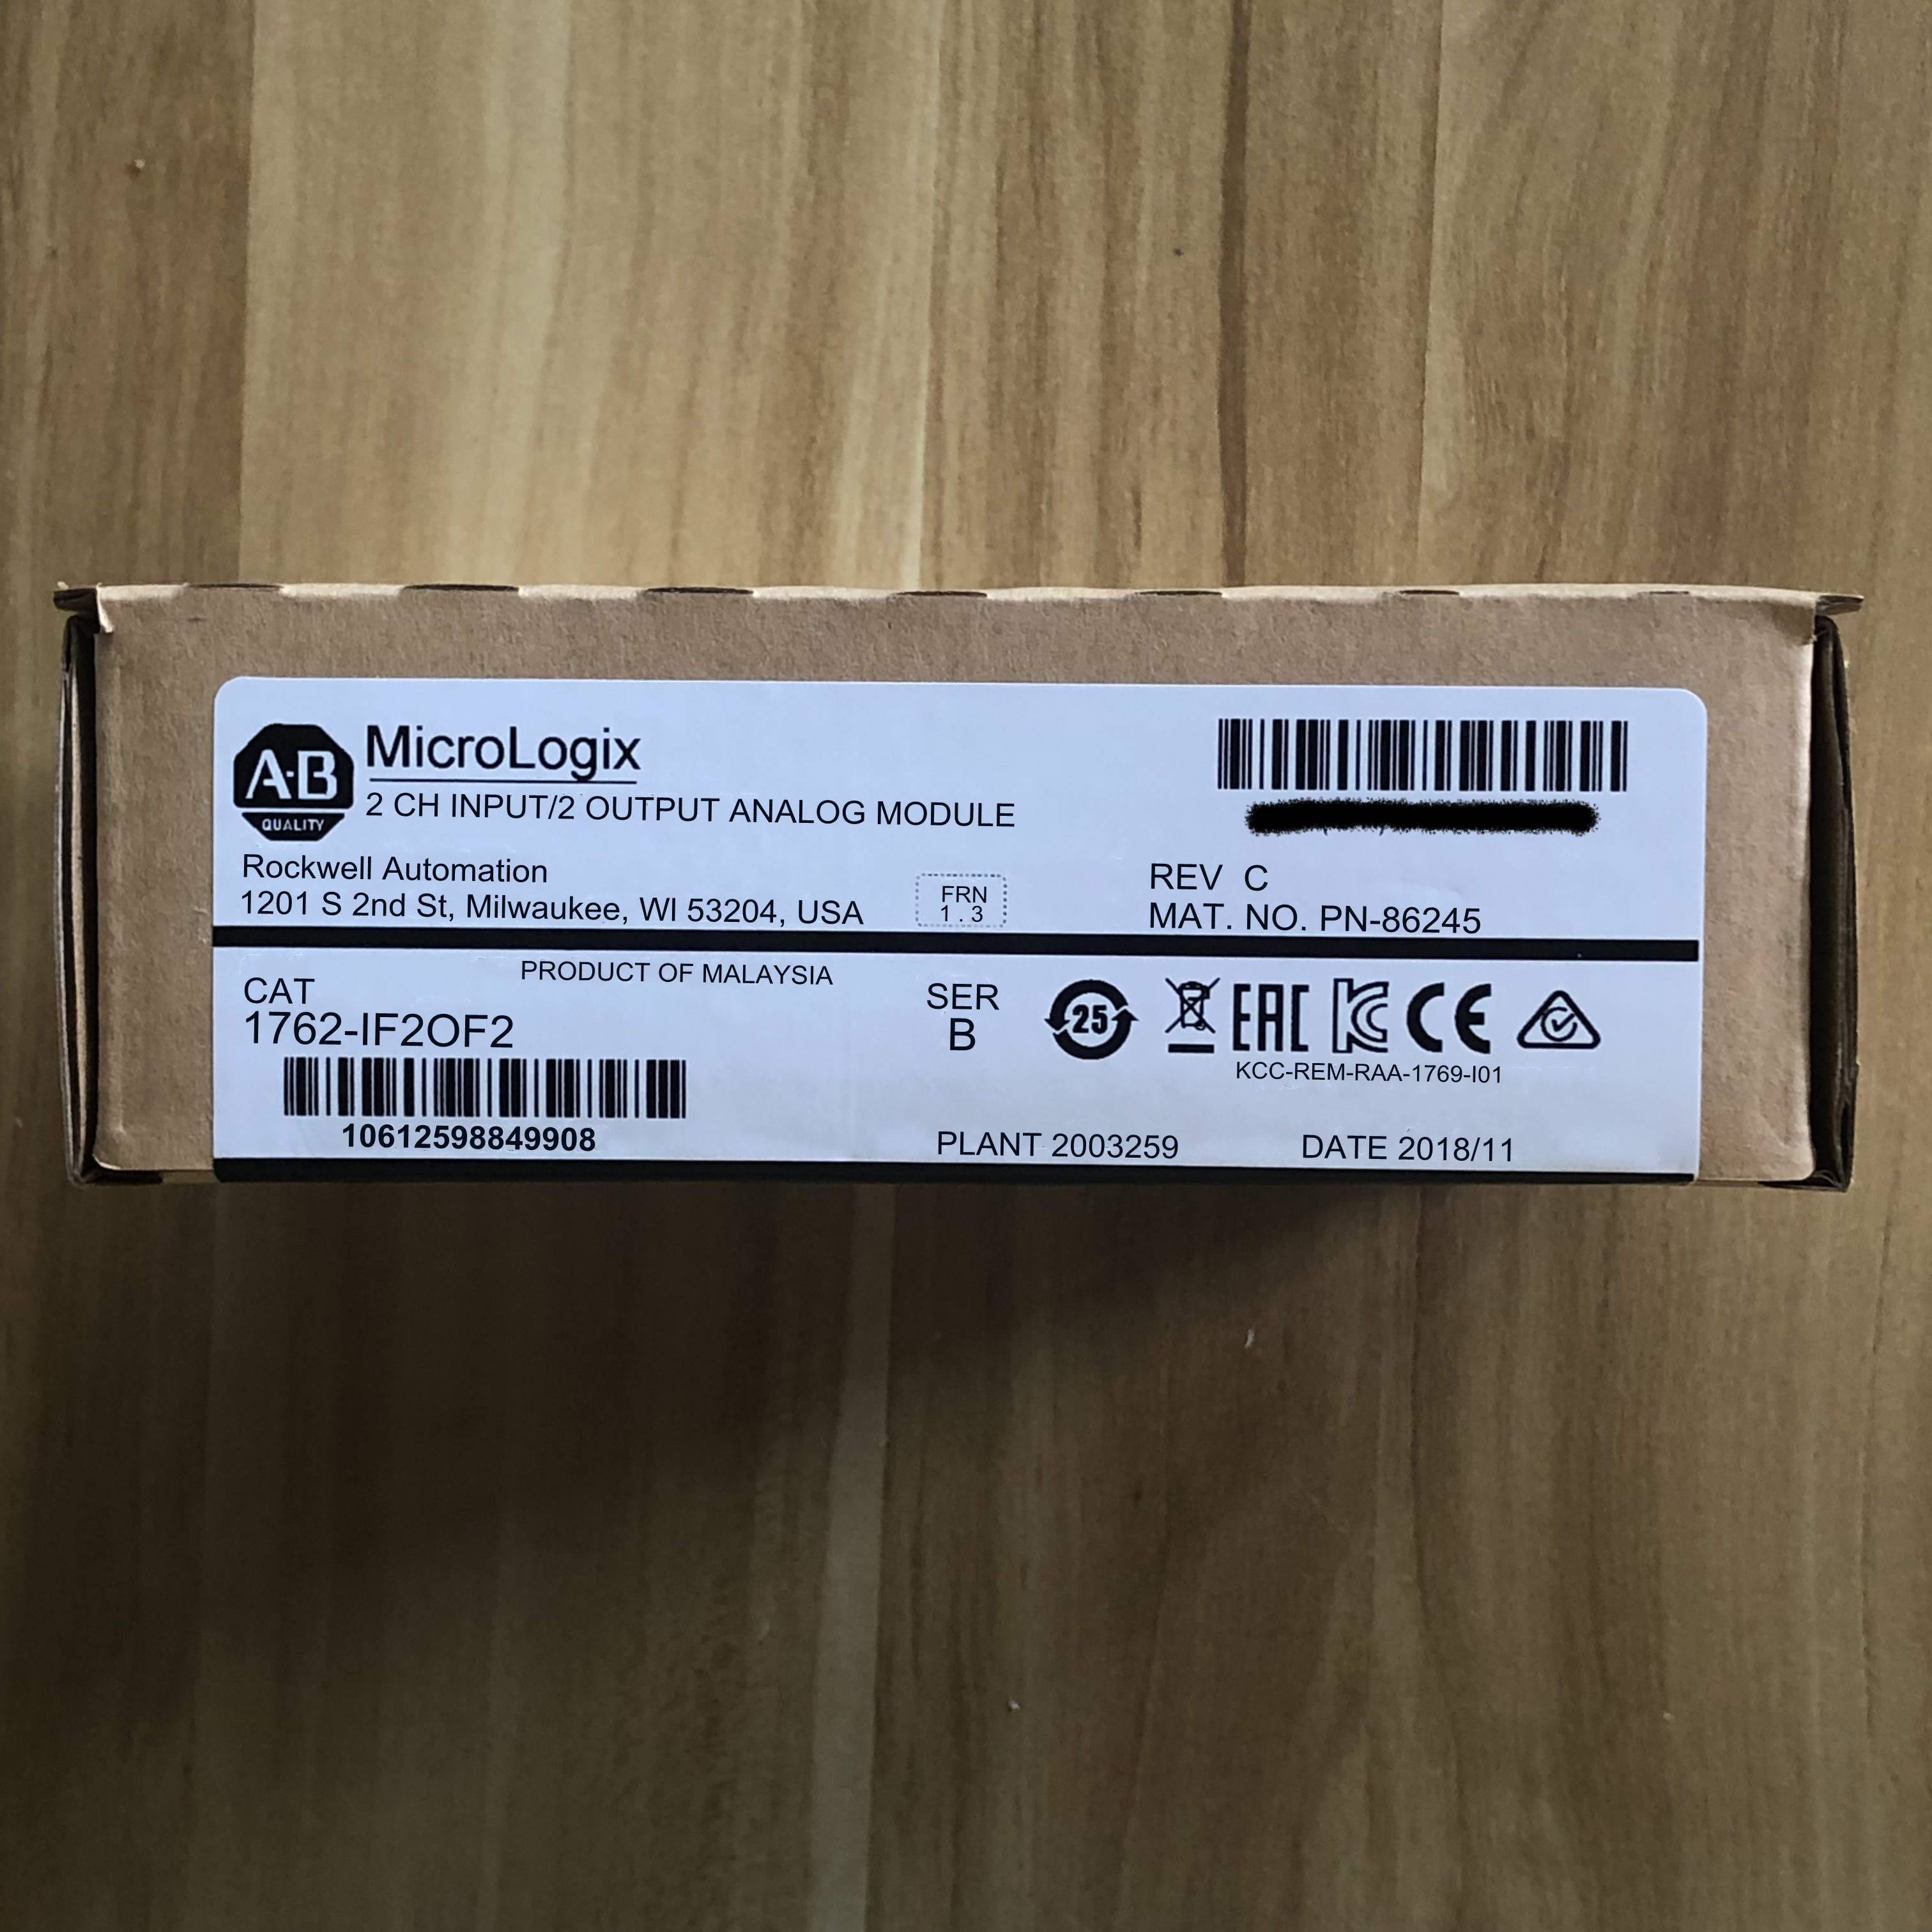 A·B
QUALITY
MicroLogix
2 CH INPUT/2 OUTPUT ANALOG MODULE
Rockwell Automation
1201 S 2nd St, Milwaukee, WI 53204, USA
FRN
1.3
REV C
MAT. NO. PN-86245
PRODUCT OF MALAYSIA
CAT
1762-IF2OF2
10612598849908
SER
B
25
EAC
KC
CE
KCC-REM-RAA-1769-I01
PLANT 2003259
DATE 2018/11